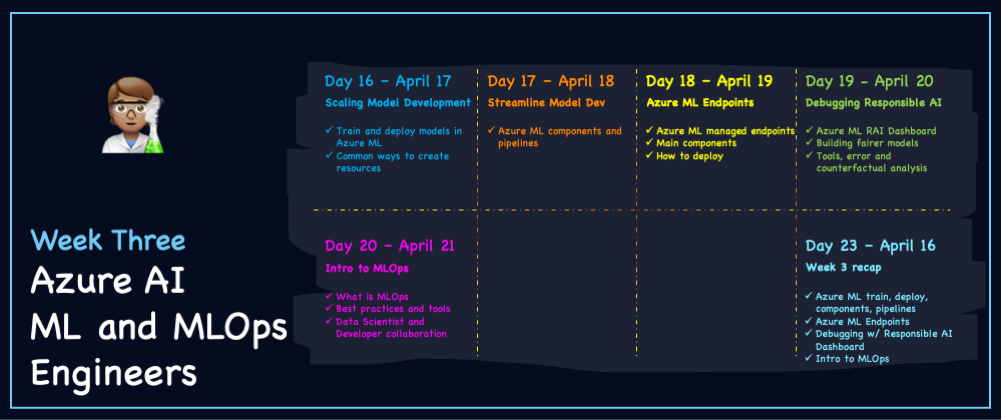 Week Three
Azure AI
ML and MLOps
Engineers
Day 16 – April 17
Scaling Model Development
✓ Train and deploy models in
Azure ML
✓ Common ways to create
resources
Day 17 – April 18
Streamline Model Dev
✓ Azure ML components and
pipelines
Day 18 – April 19
Azure ML Endpoints
✓ Azure ML managed endpoints
✓ Main components
✓ How to deploy
Day 19 – April 20
Debugging Responsible AI
✓ Azure ML RAI Dashboard
✓ Building fairer models
✓ Tools, error and
counterfactual analysis
Day 20 – April 21
Intro to MLOps
✓ What is MLOps
✓ Best practices and tools
✓ Data Scientist and
Developer collaboration
Day 23 – April 16
Week 3 recap
✓ Azure ML train, deploy,
components, pipelines
✓ Azure ML Endpoints
✓ Debugging w/ Responsible AI
Dashboard
✓ Intro to MLOps